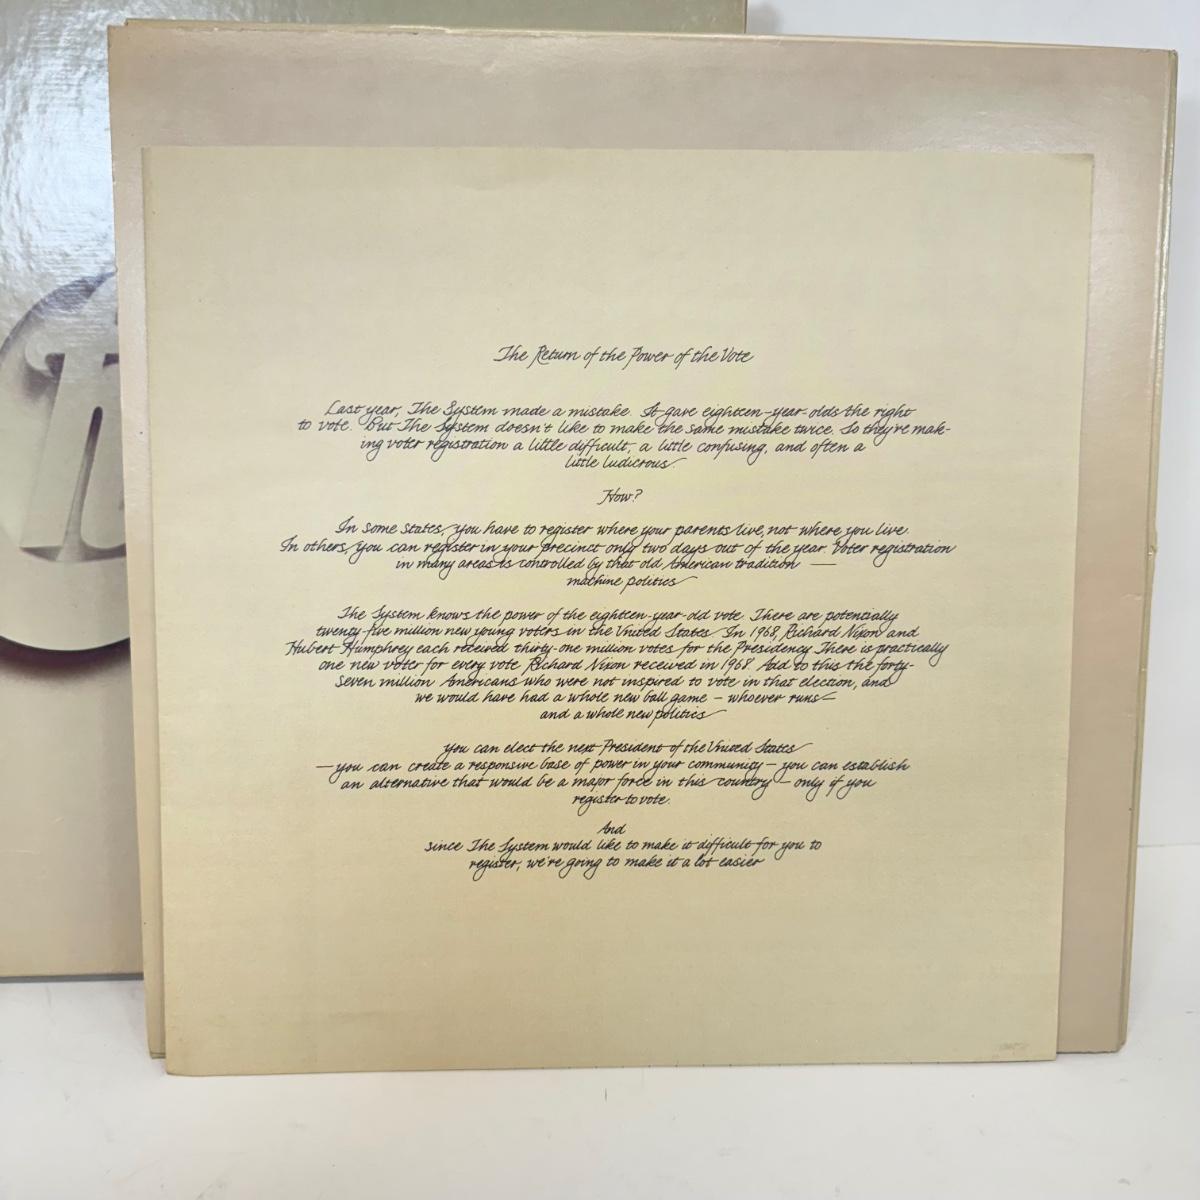 The Return of the Power of the Vote
Last year, The System made a mistake. It gave eighteen-year-olds the right
to vote. But The System doesn't like to make the same mistake twice. So they're mak-
ing voter registration a little difficult, a little confusing, and often a
little ludicrous.
How?
In some states, you have to register where your parents live, not where you live.
In others, you can register in your precinct only two days out of the year. Voter registration
in many areas is controlled by that old American tradition —
machine politics
The System knows the power of the eighteen-year-old vote. There are potentially
twenty-five million new young voters in the United States. In 1968, Richard Nixon and
Hubert Humphrey each received thirty-one million votes for the Presidency. There is practically
one new voter for every vote Richard Nixon received in 1968. Add to this the forty-
seven million Americans who were not inspired to vote in that election, and
we would have had a whole new ball game – whoever runs –
and a whole new politics
you can elect the next President of the United States
– you can create a responsive base of power in your community – you can establish
an alternative that would be a major force in this country – only if you
register to vote.
And
since The System would like to make it difficult for you to
register, we're going to make it a lot easier